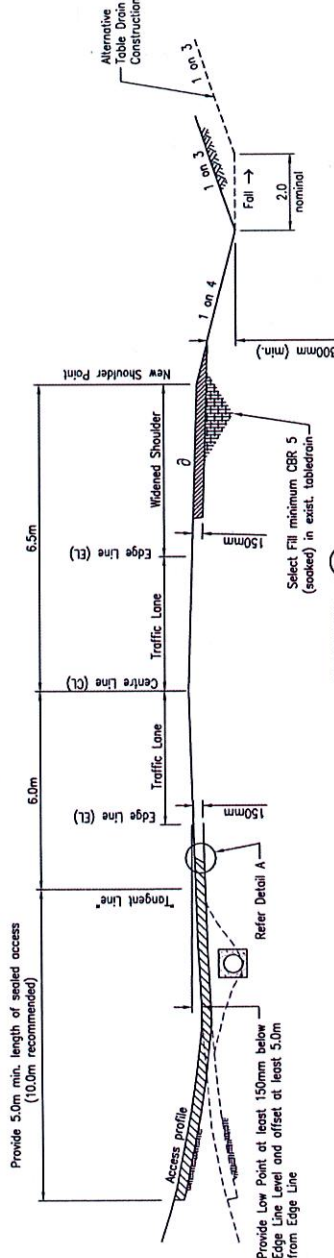 Provide 5.0m min. length of sealed access
(10.0m recommended)
6.0m
6.5m
"Tangent Line"
Edge Line (EL)
Centre Line (CL)
Edge Line (EL)
New Shoulder Point
Traffic Lane
Traffic Lane
Widened Shoulder
Access profile
∂
1 on 4
1 on 3
1 on 3
Alternative
Table Drain
Construction
Fall →
2.0
nominal
150mm
150mm
Refer Detail A
Provide Low Point at least 150mm below
Edge Line Level and offset at least 5.0m
from Edge Line
Select Fill minimum CBR 5
(soaked) in exist. tabledrain
(min.)